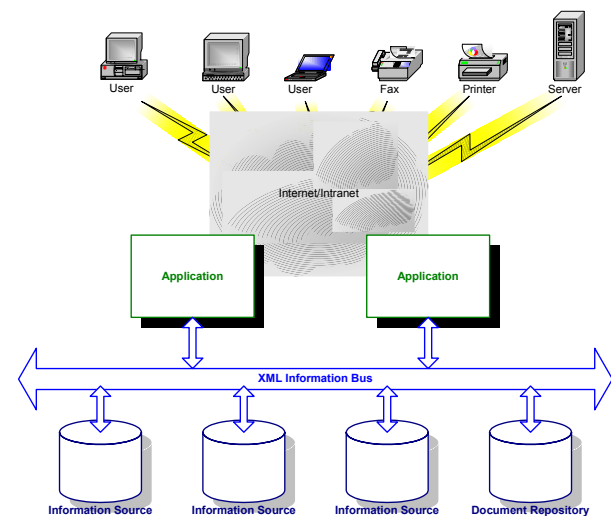 User
User
User
Fax
Printer
Server
Internet/Intranet
Application
Application
XML Information Bus
Information Source
Information Source
Information Source
Document Repository